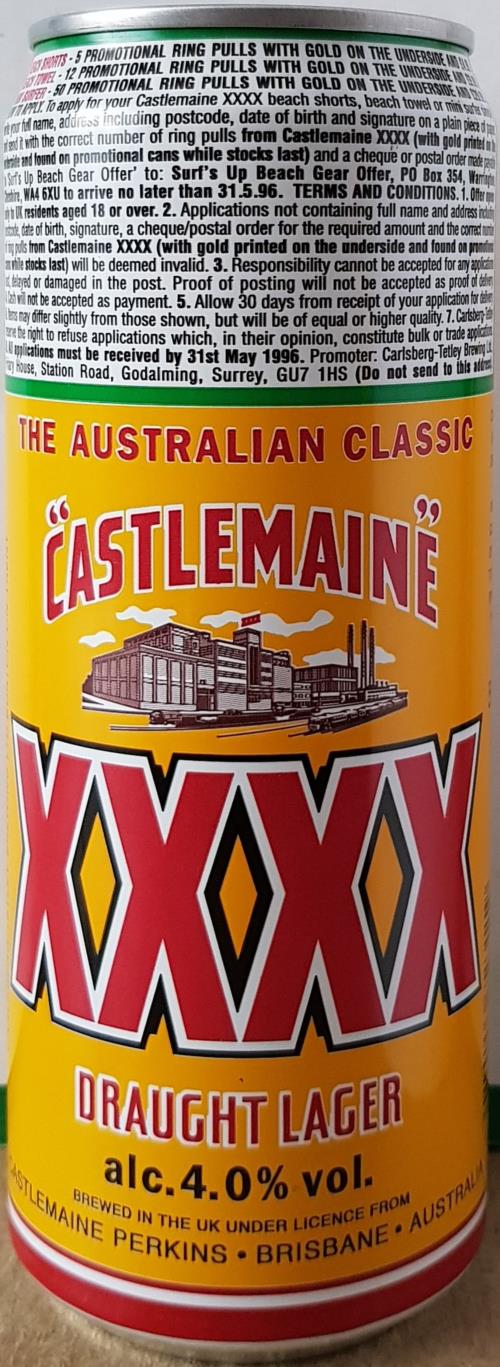 SHORTS - 5 PROMOTIONAL RING PULLS WITH GOLD ON THE UNDERSIDE AND
TOWEL - 12 PROMOTIONAL RING PULLS WITH GOLD ON THE UNDERSIDE AND
SURFER - 50 PROMOTIONAL RING PULLS WITH GOLD ON THE UNDERSIDE AND
TO APPLY. To apply for your Castlemaine XXXX beach shorts, beach towel or mini surfer
your full name, address including postcode, date of birth and signature on a plain piece of
send it with the correct number of ring pulls from Castlemaine XXXX (with gold printed on
and found on promotional cans while stocks last) and a cheque or postal order made
'Surf's Up Beach Gear Offer' to: Surf's Up Beach Gear Offer, PO Box 354,
WA4 6XU to arrive no later than 31.5.96. TERMS AND CONDITIONS. 1. Offer
to UK residents aged 18 or over. 2. Applications not containing full name and address
date of birth, signature, a cheque/postal order for the required amount and the correct
ring pulls from Castlemaine XXXX (with gold printed on the underside and found on
while stocks last) will be deemed invalid. 3. Responsibility cannot be accepted for any
delayed or damaged in the post. Proof of posting will not be accepted as proof of
Cash will not be accepted as payment. 5. Allow 30 days from receipt of your application for
Items may differ slightly from those shown, but will be of equal or higher quality. 7. Carlsberg-
the right to refuse applications which, in their opinion, constitute bulk or trade
All applications must be received by 31st May 1996. Promoter: Carlsberg-Tetley Brewing
House, Station Road, Godalming, Surrey, GU7 1HS (Do not send to this
THE AUSTRALIAN CLASSIC
"CASTLEMAINE"
XXXX
DRAUGHT LAGER
alc.4.0% vol.
BREWED IN THE UK UNDER LICENCE FROM
CASTLEMAINE PERKINS • BRISBANE • AUSTRALIA